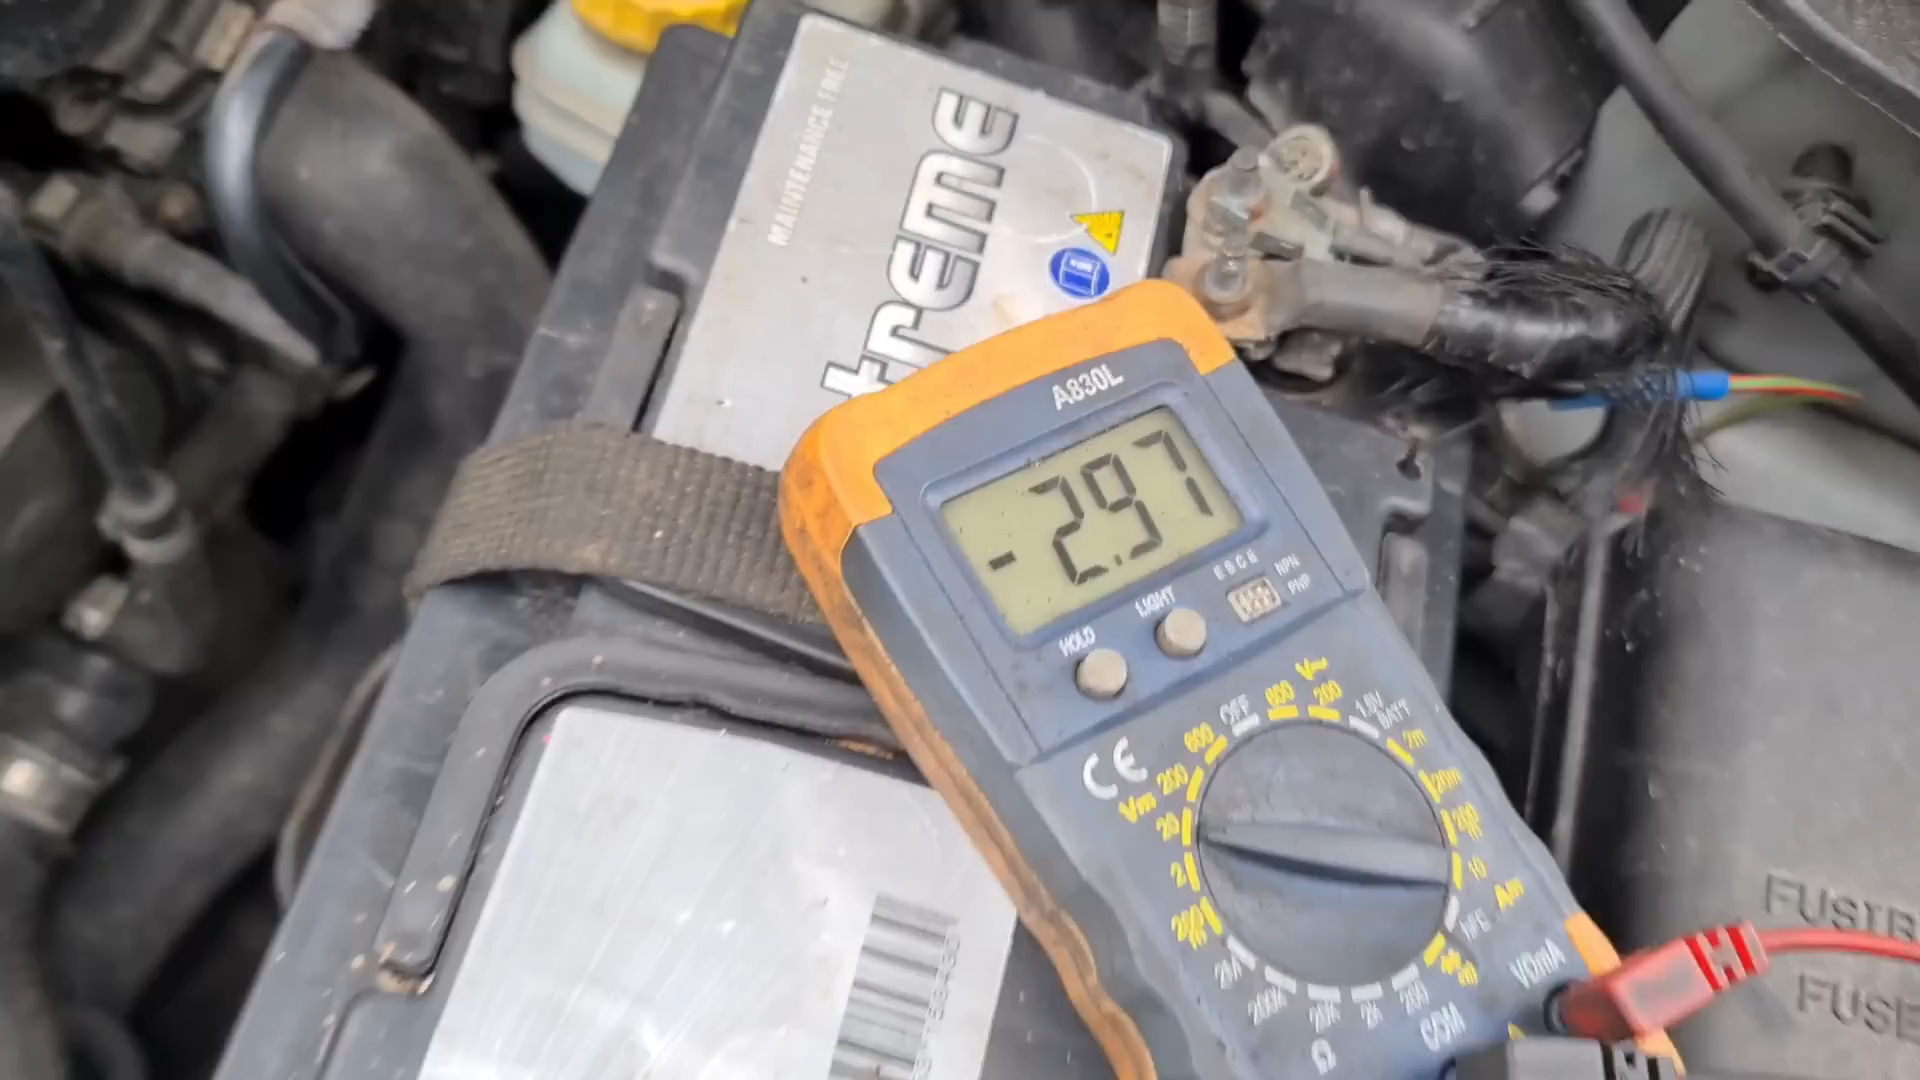 MAINTENANCE FREE
treme
A830L
-2.97
HOLD
LIGHT
E B C E
NPN
PNP
OFF
600
200
V~
1.5V
BATT
2m
20m
200m
10
A
hFE
600
200
V
20
2
200m
2M
200k
20k
2k
200
Ω
CE
VΩmA
COM
FUSIB
FUSE